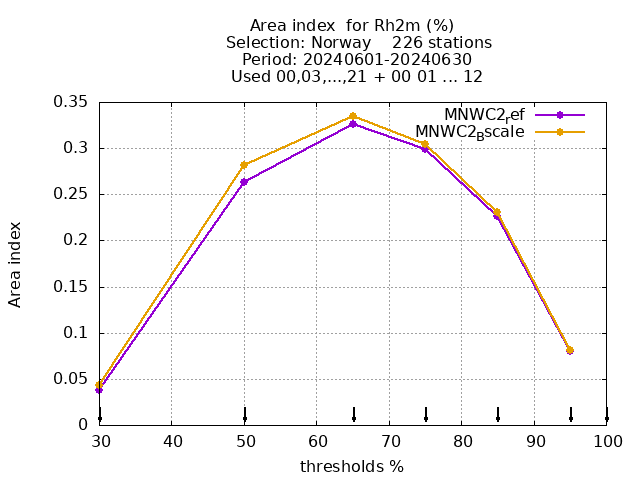 Area index  for Rh2m (%)
Selection: Norway    226 stations
Period: 20240601-20240630
Used 00,03,...,21 + 00 01 ... 12
MNWC2ref
MNWC2Bscale
0.35
0.3
0.25
0.2
0.15
0.1
0.05
0
Area index
30 40 50 60 70 80 90 100
thresholds %